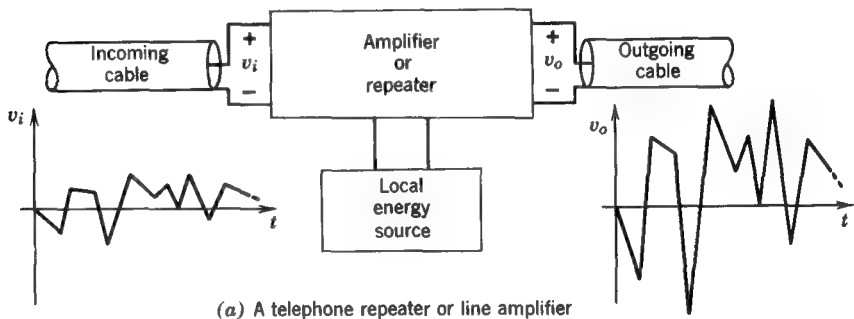 Incoming
cable
+
v_i
−
Amplifier
or
repeater
+
v_o
−
Outgoing
cable
v_i
t
Local
energy
source
v_o
t
(a) A telephone repeater or line amplifier